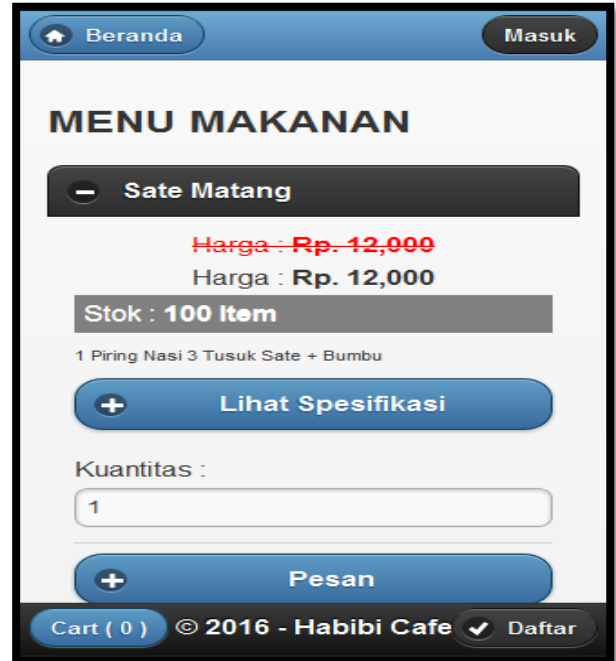 Beranda
Masuk
MENU MAKANAN
Sate Matang
Harga : Rp. 12,000
Harga : Rp. 12,000
Stok : 100 Item
1 Piring Nasi 3 Tusuk Sate + Bumbu
Lihat Spesifikasi
Kuantitas :
1
Pesan
Cart ( 0 )
© 2016 - Habibi Cafe
Daftar